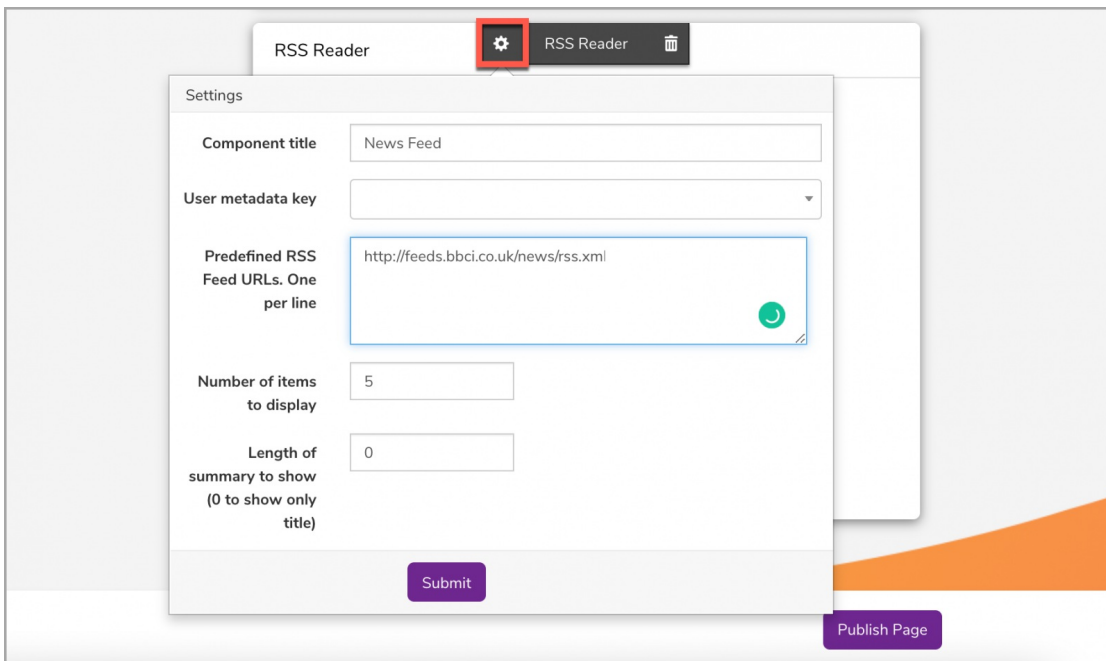 RSS Reader
RSS Reader
Settings
Component title
News Feed
User metadata key
Predefined RSS
Feed URLs. One
per line
http://feeds.bbci.co.uk/news/rss.xml
Number of items
to display
5
Length of
summary to show
(0 to show only
title)
0
Submit
Publish Page